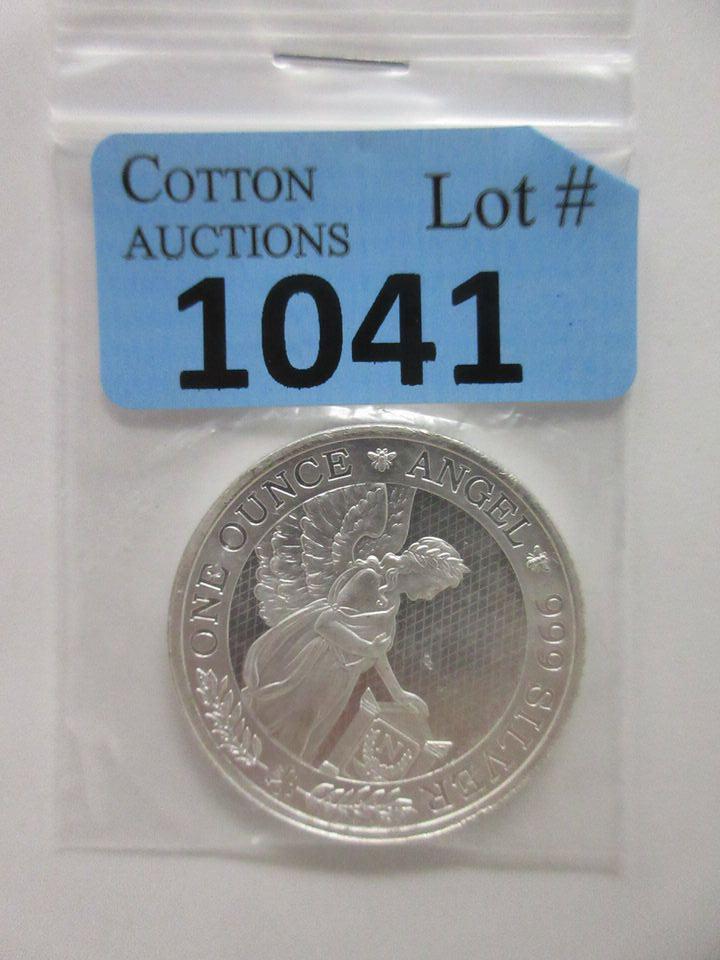 COTTON
AUCTIONS
Lot #
1041
ONE OUNCE ANGEL 999 SILVER
N